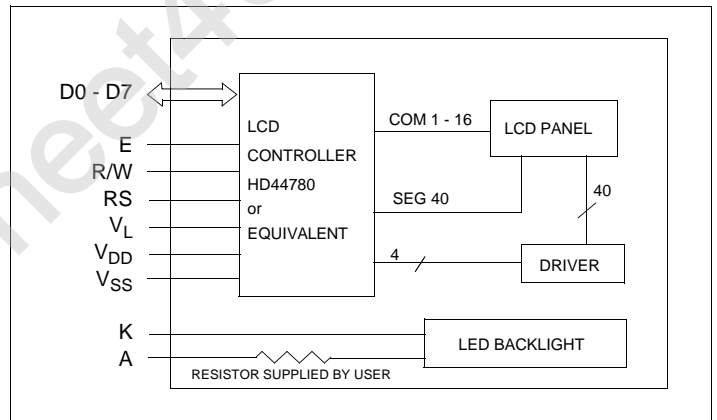 D0 - D7
E
R/W
RS
VL
VDD
VSS
K
A
LCD
CONTROLLER
HD44780
or
EQUIVALENT
COM 1 - 16
SEG 40
4
LCD PANEL
40
DRIVER
LED BACKLIGHT
RESISTOR SUPPLIED BY USER